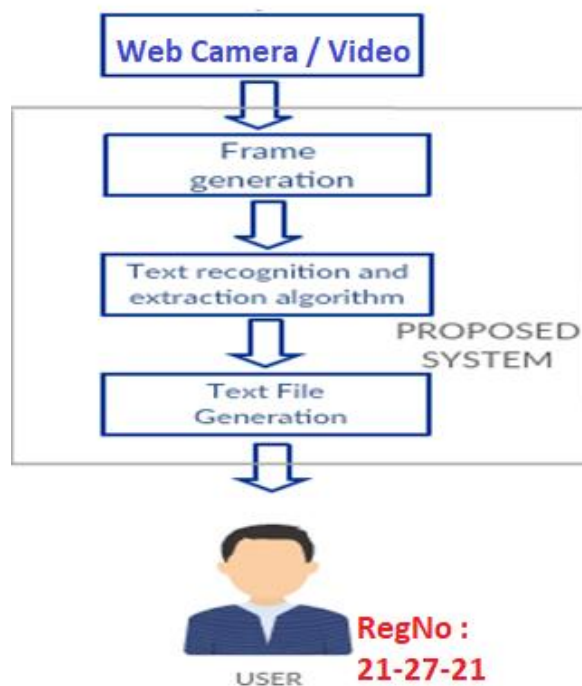 Web Camera / Video
Frame
generation
Text recognition and
extraction algorithm
PROPOSED
SYSTEM
Text File
Generation
RegNo :
21-27-21
USER